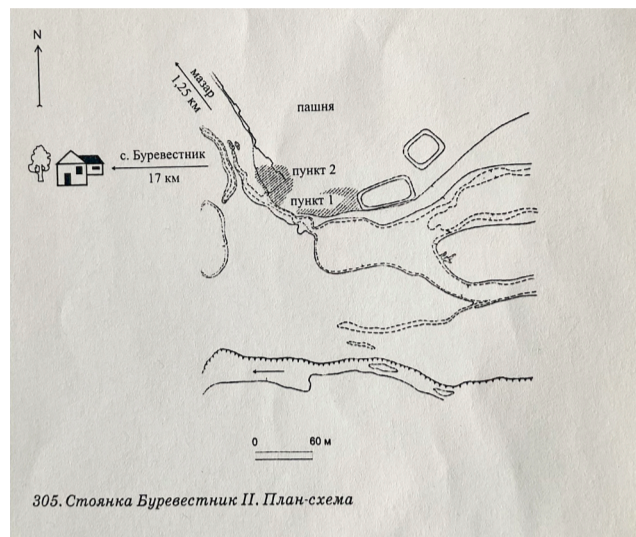 N
мазар
1,25 км
пашня
с. Буревестник
17 км
пункт 2
пункт 1
0 60 м
305. Стоянка Буревестник II. План-схема